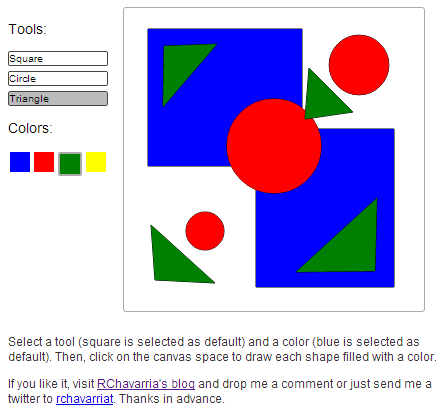 Tools:
Square
Circle
Triangle
Colors:
Select a tool (square is selected as default) and a color (blue is selected as
default). Then, click on the canvas space to draw each shape filled with a color.
If you like it, visit RChavarria's blog and drop me a comment or just send me a
twitter to rchavarriat. Thanks in advance.